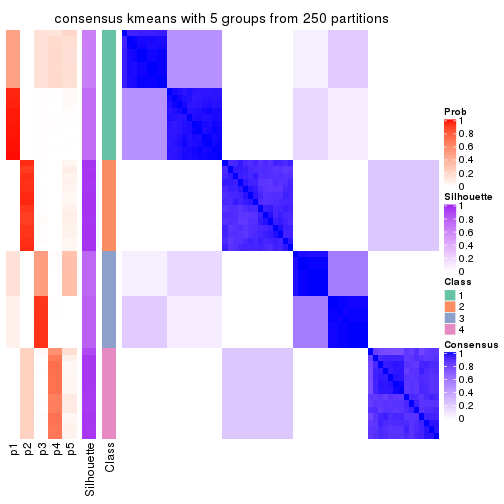 consensus kmeans with 5 groups from 250 partitions
Prob
1
0.8
0.6
0.4
0.2
0
Silhouette
1
0.8
0.6
0.4
0.2
0
Class
1
2
3
4
Consensus
1
0.8
0.6
0.4
0.2
0
p1
p2
p3
p4
p5
Silhouette
Class